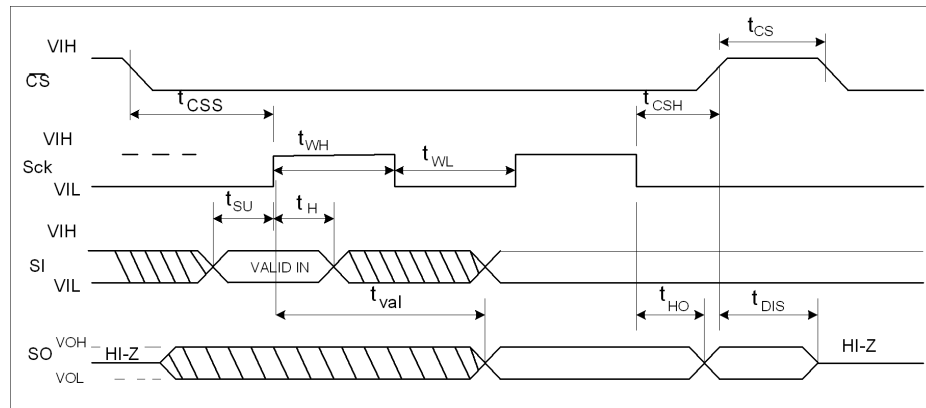 VIH
CS
tCS
tCSS
tCSH
VIH
Sck
VIL
tWH
tWL
tSU
tH
VIH
SI
VIL
VALID IN
tval
tHO
tDIS
VOH
SO
HI-Z
VOL
HI-Z